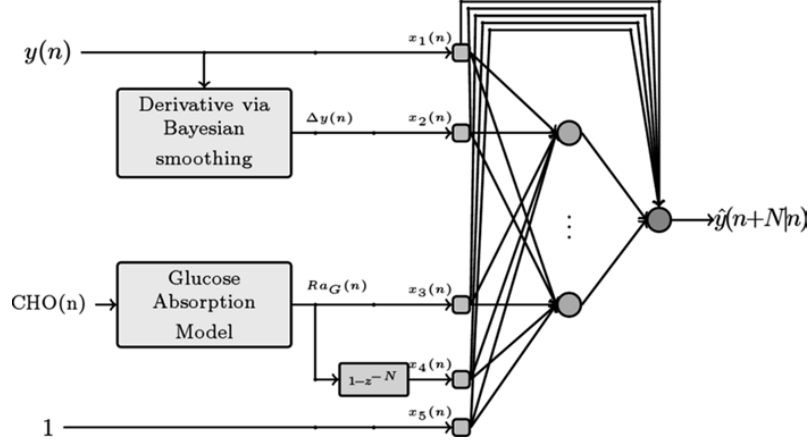 y(n)
x₁(n)
Derivative via
Bayesian
smoothing
Δy(n)
x₂(n)
ŷ(n+N|n)
⋮
CHO(n)
Glucose
Absorption
Model
Ra_G(n)
x₃(n)
1−z⁻ᴺ
x₄(n)
1
x₅(n)